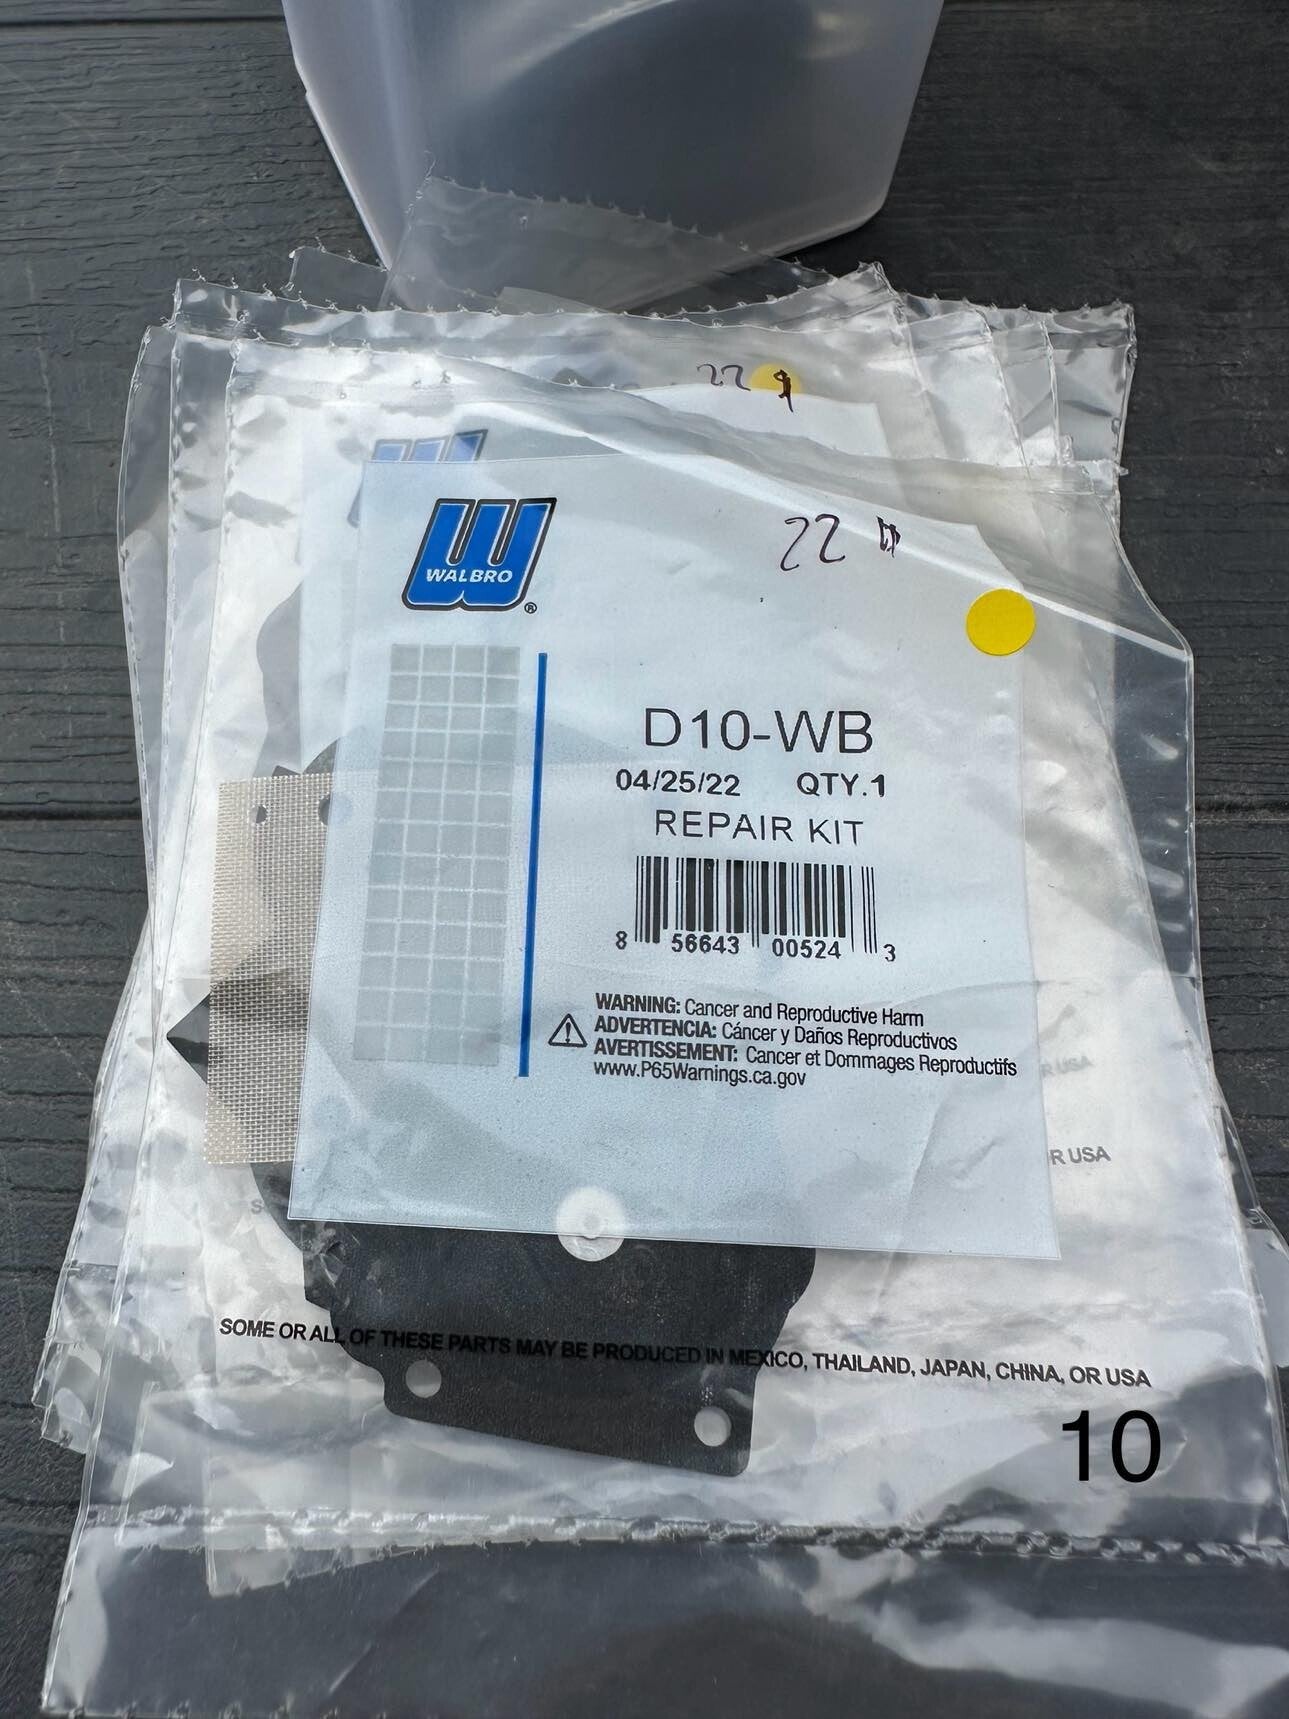 22
22
WALBRO
®
D10-WB
04/25/22 QTY.1
REPAIR KIT
8 56643 00524 3
WARNING: Cancer and Reproductive Harm
ADVERTENCIA: Cáncer y Daños Reproductivos
AVERTISSEMENT: Cancer et Dommages Reproductifs
www.P65Warnings.ca.gov
R USA
R USA
SOME OR ALL OF THESE PARTS MAY BE PRODUCED IN MEXICO, THAILAND, JAPAN, CHINA, OR USA
10